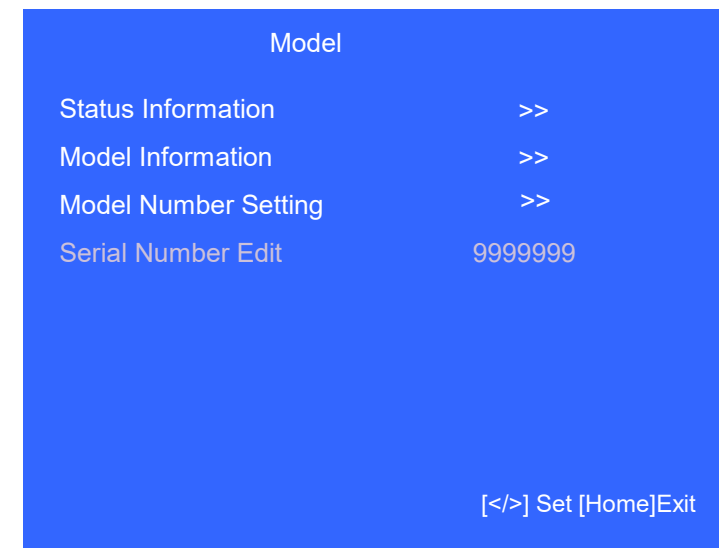 Model
Status Information >>
Model Information >>
Model Number Setting >>
Serial Number Edit 9999999
[</>] Set [Home]Exit